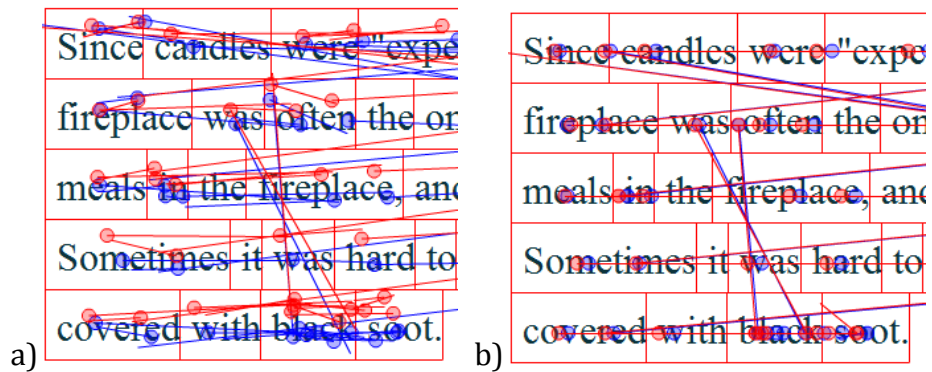 Since candles were "expe
fireplace was often the on
meals in the fireplace, and
Sometimes it was hard to
covered with black soot.
a)
Since candles were "expe
fireplace was often the o
meals in the fireplace, a
Sometimes it was hard to
covered with black soot.
b)